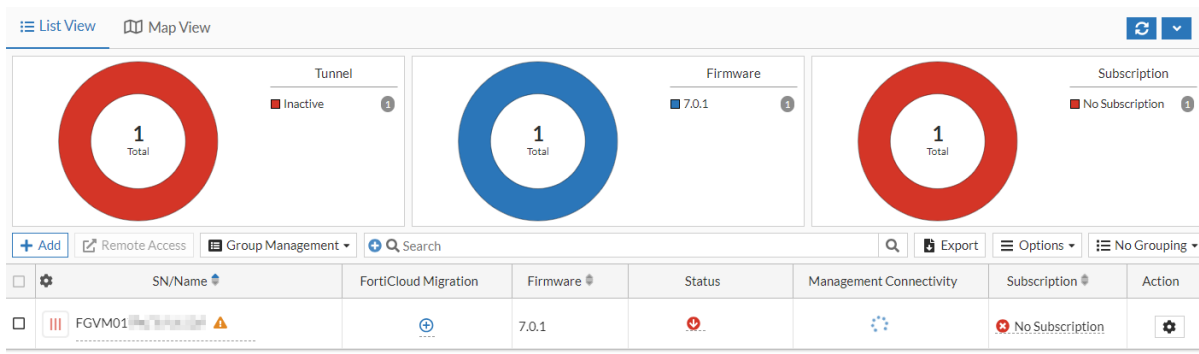 List View Map View
Tunnel
Inactive 1
1
Total
Firmware
7.0.1 1
1
Total
Subscription
No Subscription 1
1
Total
+ Add Remote Access Group Management Search Export Options No Grouping
SN/Name FortiCloud Migration Firmware Status Management Connectivity Subscription Action
FGVM01 7.0.1 No Subscription